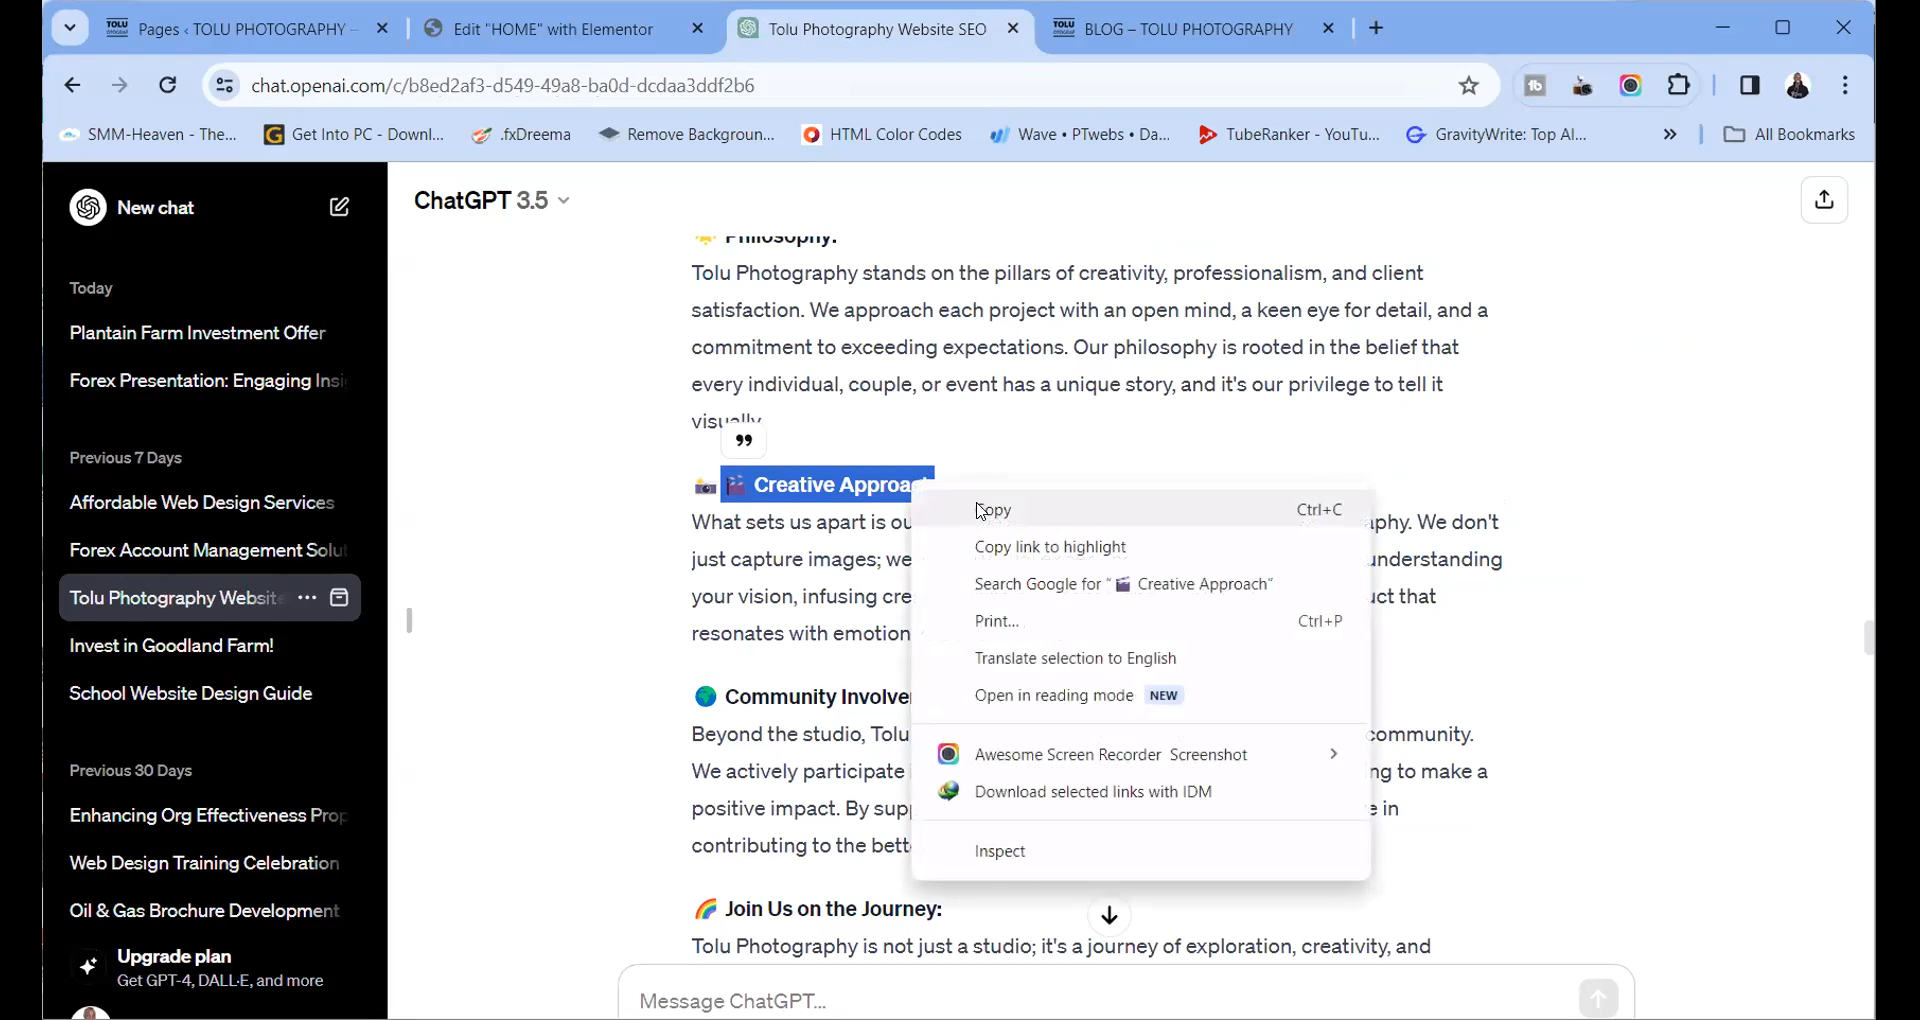 TOLU
Pages ‹ TOLU PHOTOGRAPHY –
Edit "HOME" with Elementor
Tolu Photography Website SEO
TOLU
BLOG – TOLU PHOTOGRAPHY
chat.openai.com/c/b8ed2af3-d549-49a8-ba0d-dcdaa3ddf2b6
tb
SMM-Heaven - The...
Get Into PC - Downl...
.fxDreema
Remove Backgroun...
HTML Color Codes
Wave • PTwebs • Da...
TubeRanker - YouTu...
GravityWrite: Top AI...
»
All Bookmarks
New chat
ChatGPT 3.5
Today
Plantain Farm Investment Offer
Forex Presentation: Engaging Insi
Previous 7 Days
Affordable Web Design Services
Forex Account Management Solut
Tolu Photography Website
Invest in Goodland Farm!
School Website Design Guide
Previous 30 Days
Enhancing Org Effectiveness Prop
Web Design Training Celebration
Oil & Gas Brochure Development
Upgrade plan
Get GPT-4, DALL·E, and more
Philosophy:
Tolu Photography stands on the pillars of creativity, professionalism, and client
satisfaction. We approach each project with an open mind, a keen eye for detail, and a
commitment to exceeding expectations. Our philosophy is rooted in the belief that
every individual, couple, or event has a unique story, and it's our privilege to tell it
visually.
📸 🎬 Creative Approach
What sets us apart is ou
aphy. We don't
just capture images; we
understanding
your vision, infusing cre
uct that
resonates with emotion
🌍 Community Involve
Beyond the studio, Tolu
community.
We actively participate
ng to make a
positive impact. By supp
e in
contributing to the bett
🌈 Join Us on the Journey:
Tolu Photography is not just a studio; it's a journey of exploration, creativity, and
Message ChatGPT...
Copy Ctrl+C
Copy link to highlight
Search Google for “🎬 Creative Approach”
Print... Ctrl+P
Translate selection to English
Open in reading mode NEW
Awesome Screen Recorder Screenshot
Download selected links with IDM
Inspect